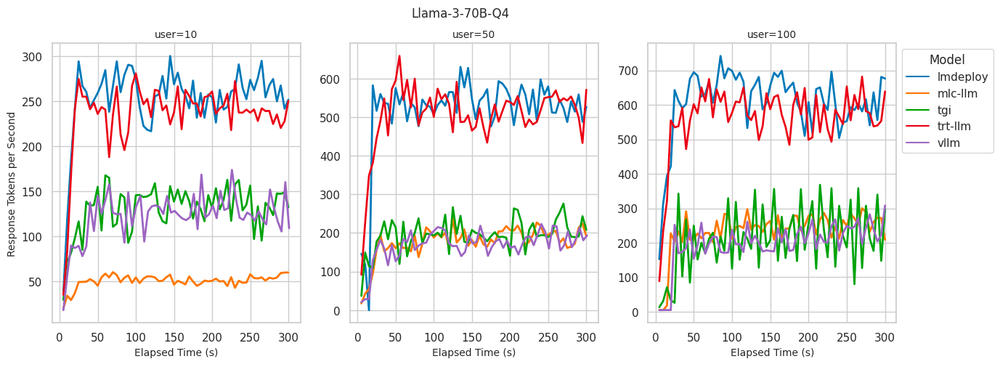 Llama-3-70B-Q4
user=10
user=50
user=100
Response Tokens per Second
300
250
200
150
100
50
0 50 100 150 200 250 300
Elapsed Time (s)
600
500
400
300
200
100
0
0 50 100 150 200 250 300
Elapsed Time (s)
700
600
500
400
300
200
100
0
0 50 100 150 200 250 300
Elapsed Time (s)
Model
lmdeploy
mlc-llm
tgi
trt-llm
vllm